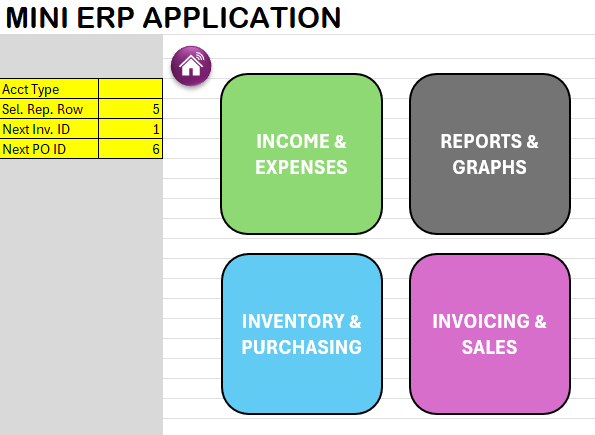 MINI ERP APPLICATION
Acct Type
Sel. Rep. Row 5
Next Inv. ID 1
Next PO ID 6
INCOME &
EXPENSES
REPORTS &
GRAPHS
INVENTORY &
PURCHASING
INVOICING &
SALES